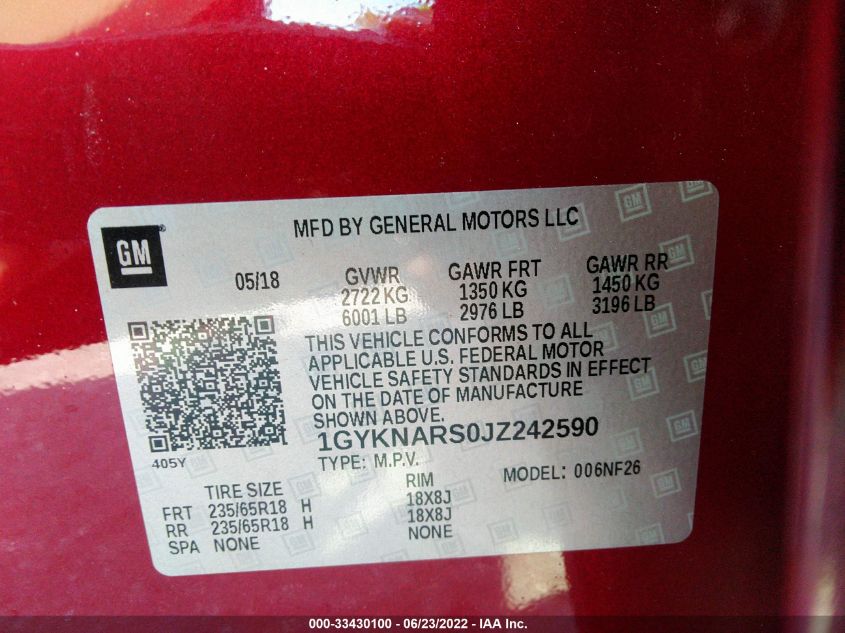 GM
®
MFD BY GENERAL MOTORS LLC
05/18
GVWR
2722 KG
6001 LB
GAWR FRT
1350 KG
2976 LB
GAWR RR
1450 KG
3196 LB
THIS VEHICLE CONFORMS TO ALL
APPLICABLE U.S. FEDERAL MOTOR
VEHICLE SAFETY STANDARDS IN EFFECT
ON THE DATE OF MANUFACTURE
SHOWN ABOVE.
405Y
1GYKNARS0JZ242590
TYPE: M.P.V.
MODEL: 006NF26
TIRE SIZE RIM
FRT 235/65R18 H 18X8J
RR 235/65R18 H 18X8J
SPA NONE NONE
000-33430100 - 06/23/2022 - IAA Inc.